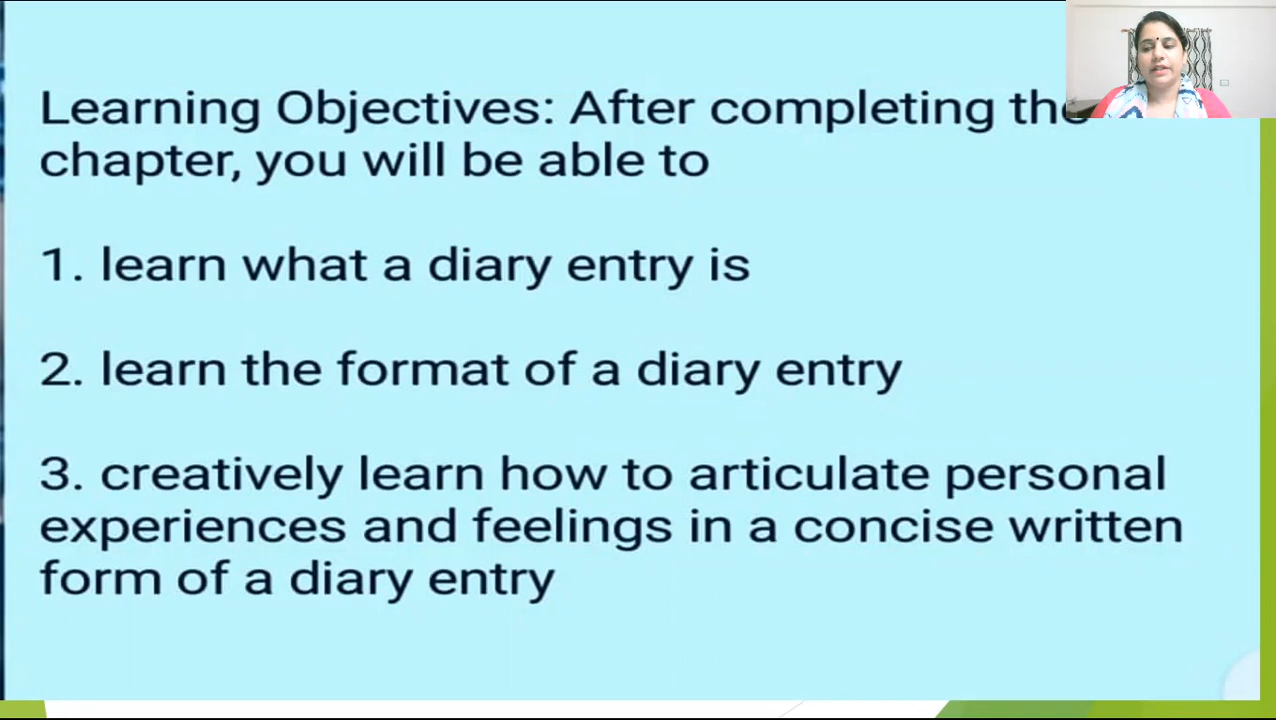 Learning Objectives: After completing the
chapter, you will be able to
1. learn what a diary entry is
2. learn the format of a diary entry
3. creatively learn how to articulate personal
experiences and feelings in a concise written
form of a diary entry